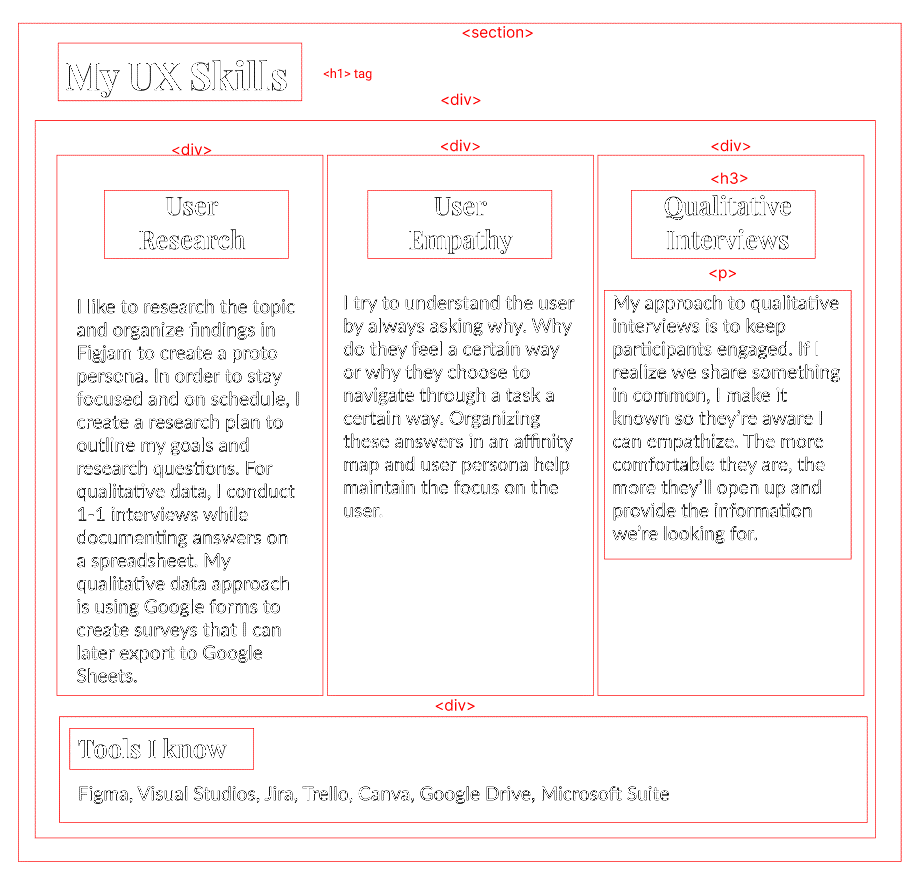 <section>
My UX Skills
<h1> tag
<div>
<div>
User
Research
I like to research the topic
and organize findings in
Figjam to create a proto
persona. In order to stay
focused and on schedule, I
create a research plan to
outline my goals and
research questions. For
qualitative data, I conduct
1-1 interviews while
documenting answers on
a spreadsheet. My
qualitative data approach
is using Google forms to
create surveys that I can
later export to Google
Sheets.
<div>
User
Empathy
I try to understand the user
by always asking why. Why
do they feel a certain way
or why they choose to
navigate through a task a
certain way. Organizing
these answers in an affinity
map and user persona help
maintain the focus on the
user.
<div>
<h3>
Qualitative
Interviews
<p>
My approach to qualitative
interviews is to keep
participants engaged. If I
realize we share something
in common, I make it
known so they're aware I
can empathize. The more
comfortable they are, the
more they'll open up and
provide the information
we're looking for.
<div>
Tools I know
Figma, Visual Studios, Jira, Trello, Canva, Google Drive, Microsoft Suite